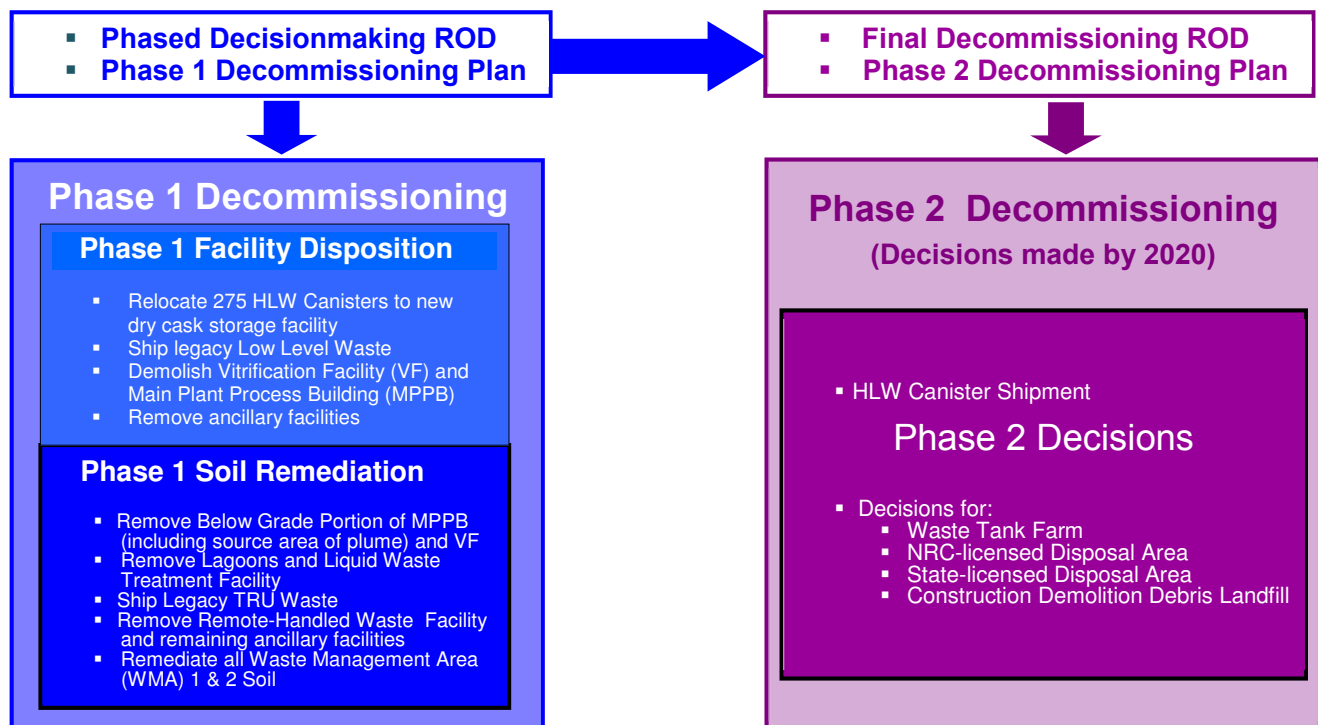 ▪ Phased Decisionmaking ROD
▪ Phase 1 Decommissioning Plan
▪ Final Decommissioning ROD
▪ Phase 2 Decommissioning Plan
Phase 1 Decommissioning
Phase 1 Facility Disposition
▪ Relocate 275 HLW Canisters to new
dry cask storage facility
▪ Ship legacy Low Level Waste
▪ Demolish Vitrification Facility (VF) and
Main Plant Process Building (MPPB)
▪ Remove ancillary facilities
Phase 1 Soil Remediation
▪ Remove Below Grade Portion of MPPB
(including source area of plume) and VF
▪ Remove Lagoons and Liquid Waste
Treatment Facility
▪ Ship Legacy TRU Waste
▪ Remove Remote-Handled Waste Facility
and remaining ancillary facilities
▪ Remediate all Waste Management Area
(WMA) 1 & 2 Soil
Phase 2 Decommissioning
(Decisions made by 2020)
▪ HLW Canister Shipment
Phase 2 Decisions
▪ Decisions for:
▪ Waste Tank Farm
▪ NRC-licensed Disposal Area
▪ State-licensed Disposal Area
▪ Construction Demolition Debris Landfill